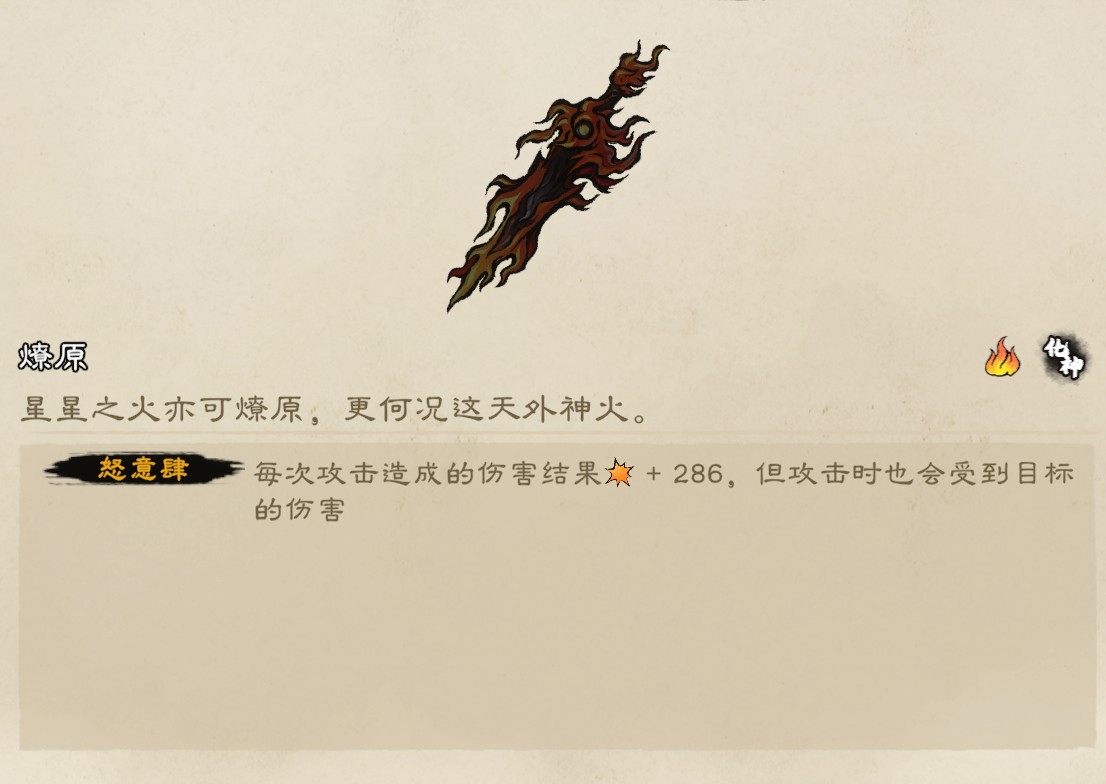 燎原
化神
星星之火亦可燎原，更何况这天外神火。
怒意肆
每次攻击造成的伤害结果 + 286，但攻击时也会受到目标
的伤害